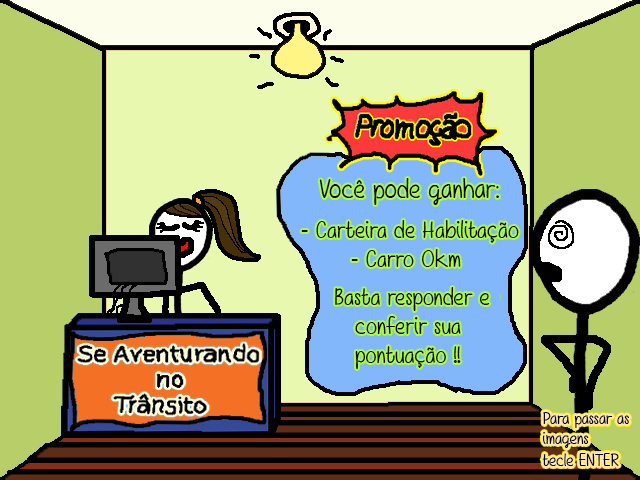 Promoção
Você pode ganhar:
- Carteira de Habilitação
- Carro 0km
Basta responder e
conferir sua
pontuação !!
Se Aventurando
no
Trânsito
Para passar as
imagens
tecle ENTER